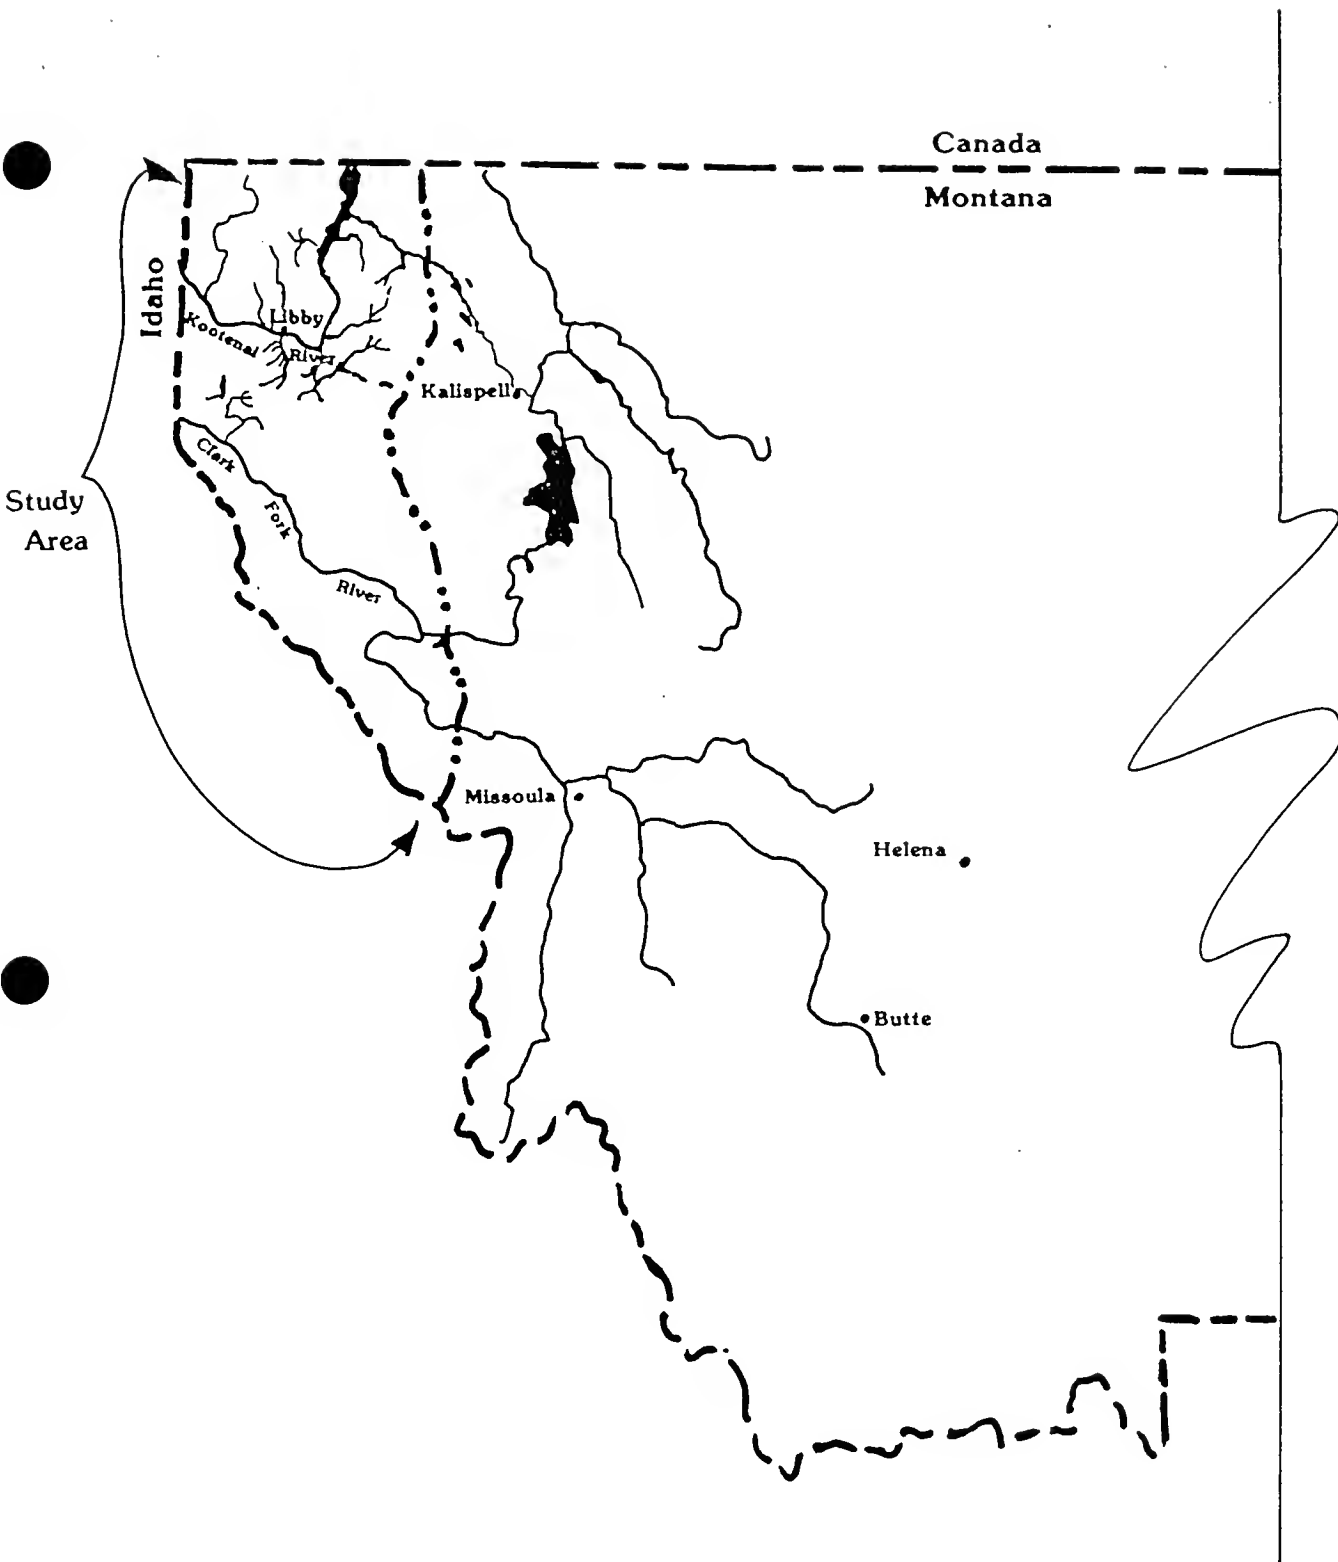 Canada
Montana
Idaho
Libby
Kootenai
River
Kalispell
Clark
Fork
River
Study
Area
Missoula
Helena
Butte